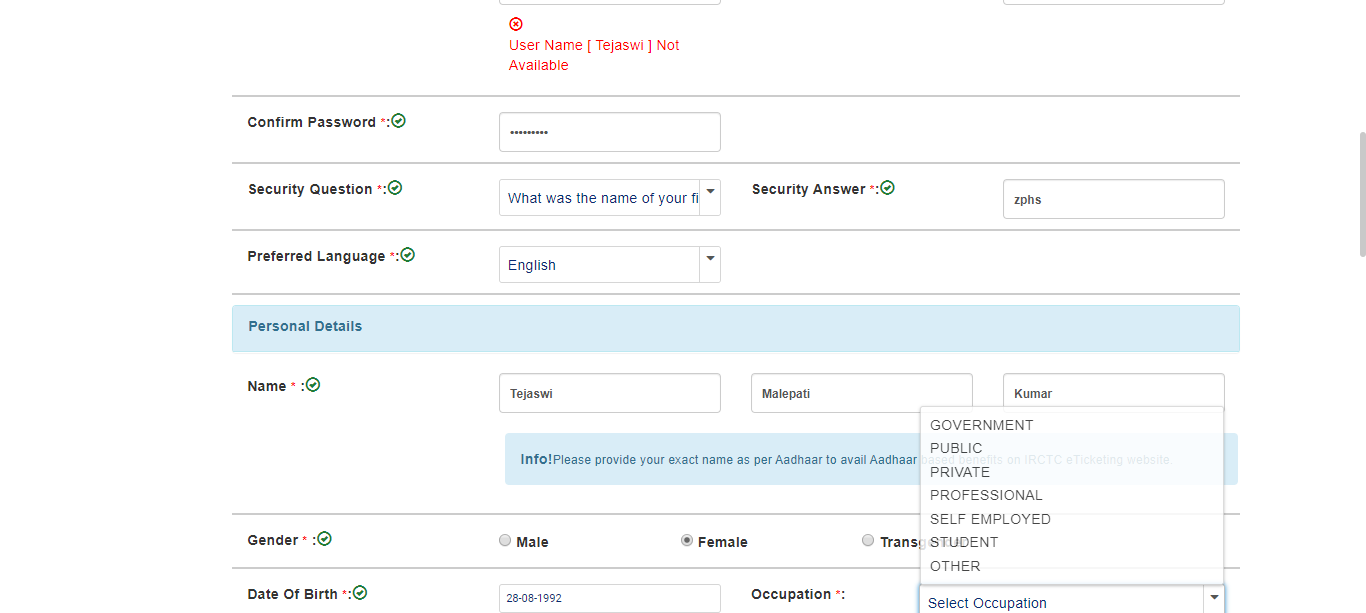 User Name [ Tejaswi ] Not
Available
Confirm Password *:
•••••••••
Security Question *:
What was the name of your fi
Security Answer *:
zphs
Preferred Language *:
English
Personal Details
Name * :
Tejaswi
Malepati
Kumar
Info!Please provide your exact name as per Aadhaar to avail Aadhaar based benefits on IRCTC eTicketing website.
GOVERNMENT
PUBLIC
PRIVATE
PROFESSIONAL
SELF EMPLOYED
STUDENT
OTHER
Gender * :
Male
Female
Transg
Date Of Birth *:
28-08-1992
Occupation *:
Select Occupation